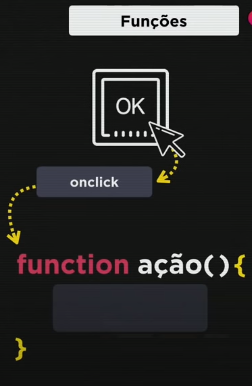 Funções
OK
onclick
function ação(){
}